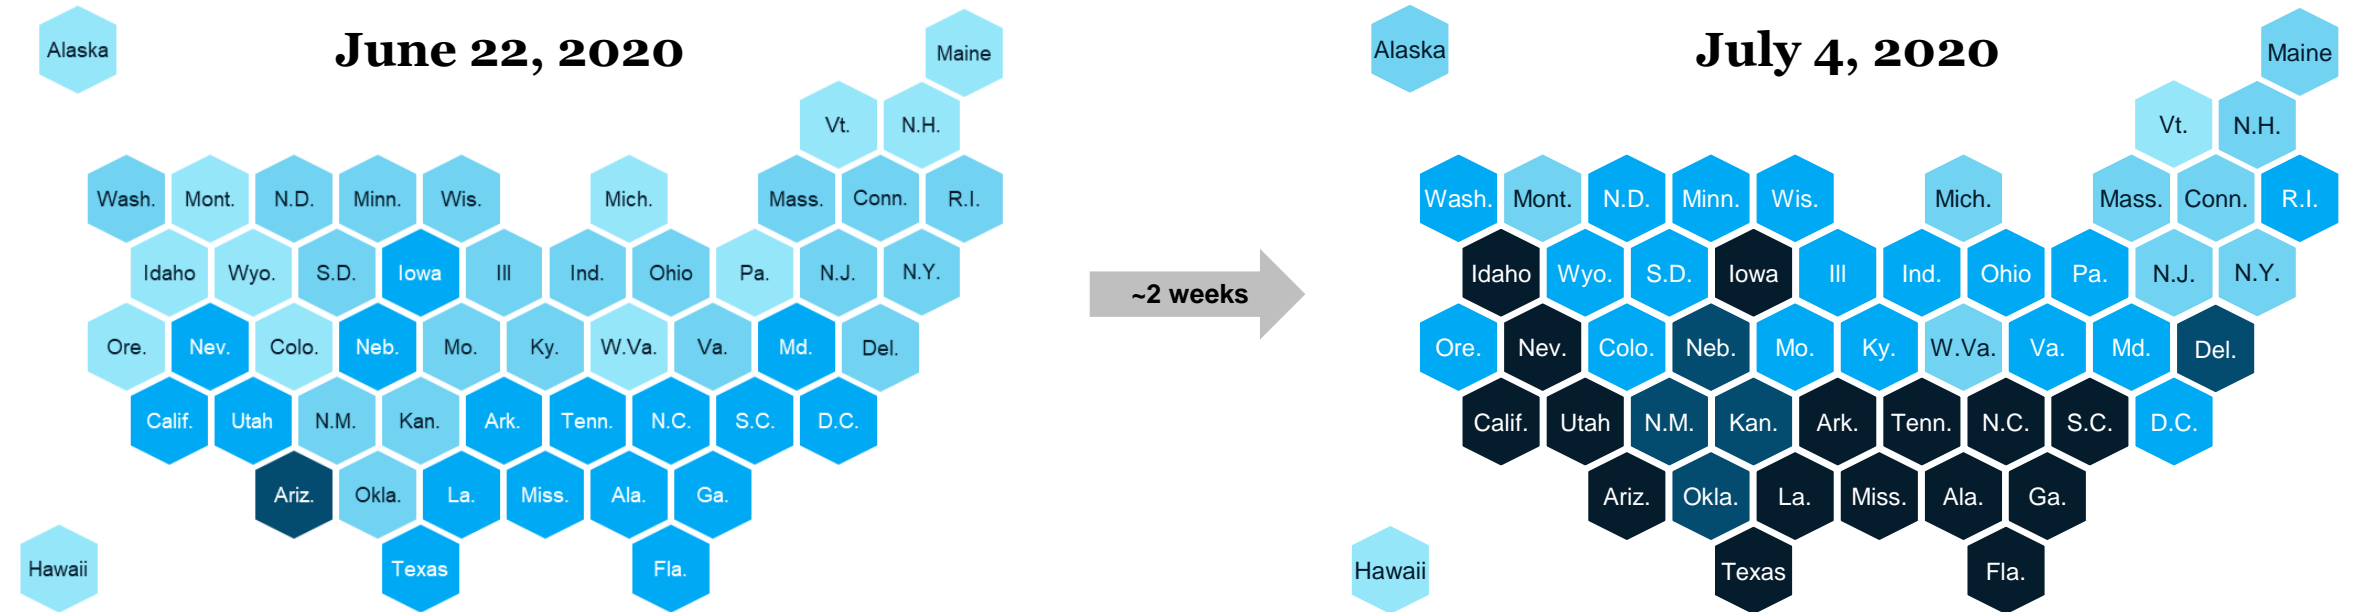 June 22, 2020
Alaska
Maine
Vt. N.H.
Wash. Mont. N.D. Minn. Wis. Mich. Mass. Conn. R.I.
Idaho Wyo. S.D. Iowa Ill Ind. Ohio Pa. N.J. N.Y.
Ore. Nev. Colo. Neb. Mo. Ky. W.Va. Va. Md. Del.
Calif. Utah N.M. Kan. Ark. Tenn. N.C. S.C. D.C.
Ariz. Okla. La. Miss. Ala. Ga.
Hawaii Texas Fla.
~2 weeks
July 4, 2020
Alaska
Maine
Vt. N.H.
Wash. Mont. N.D. Minn. Wis. Mich. Mass. Conn. R.I.
Idaho Wyo. S.D. Iowa Ill Ind. Ohio Pa. N.J. N.Y.
Ore. Nev. Colo. Neb. Mo. Ky. W.Va. Va. Md. Del.
Calif. Utah N.M. Kan. Ark. Tenn. N.C. S.C. D.C.
Ariz. Okla. La. Miss. Ala. Ga.
Hawaii Texas Fla.